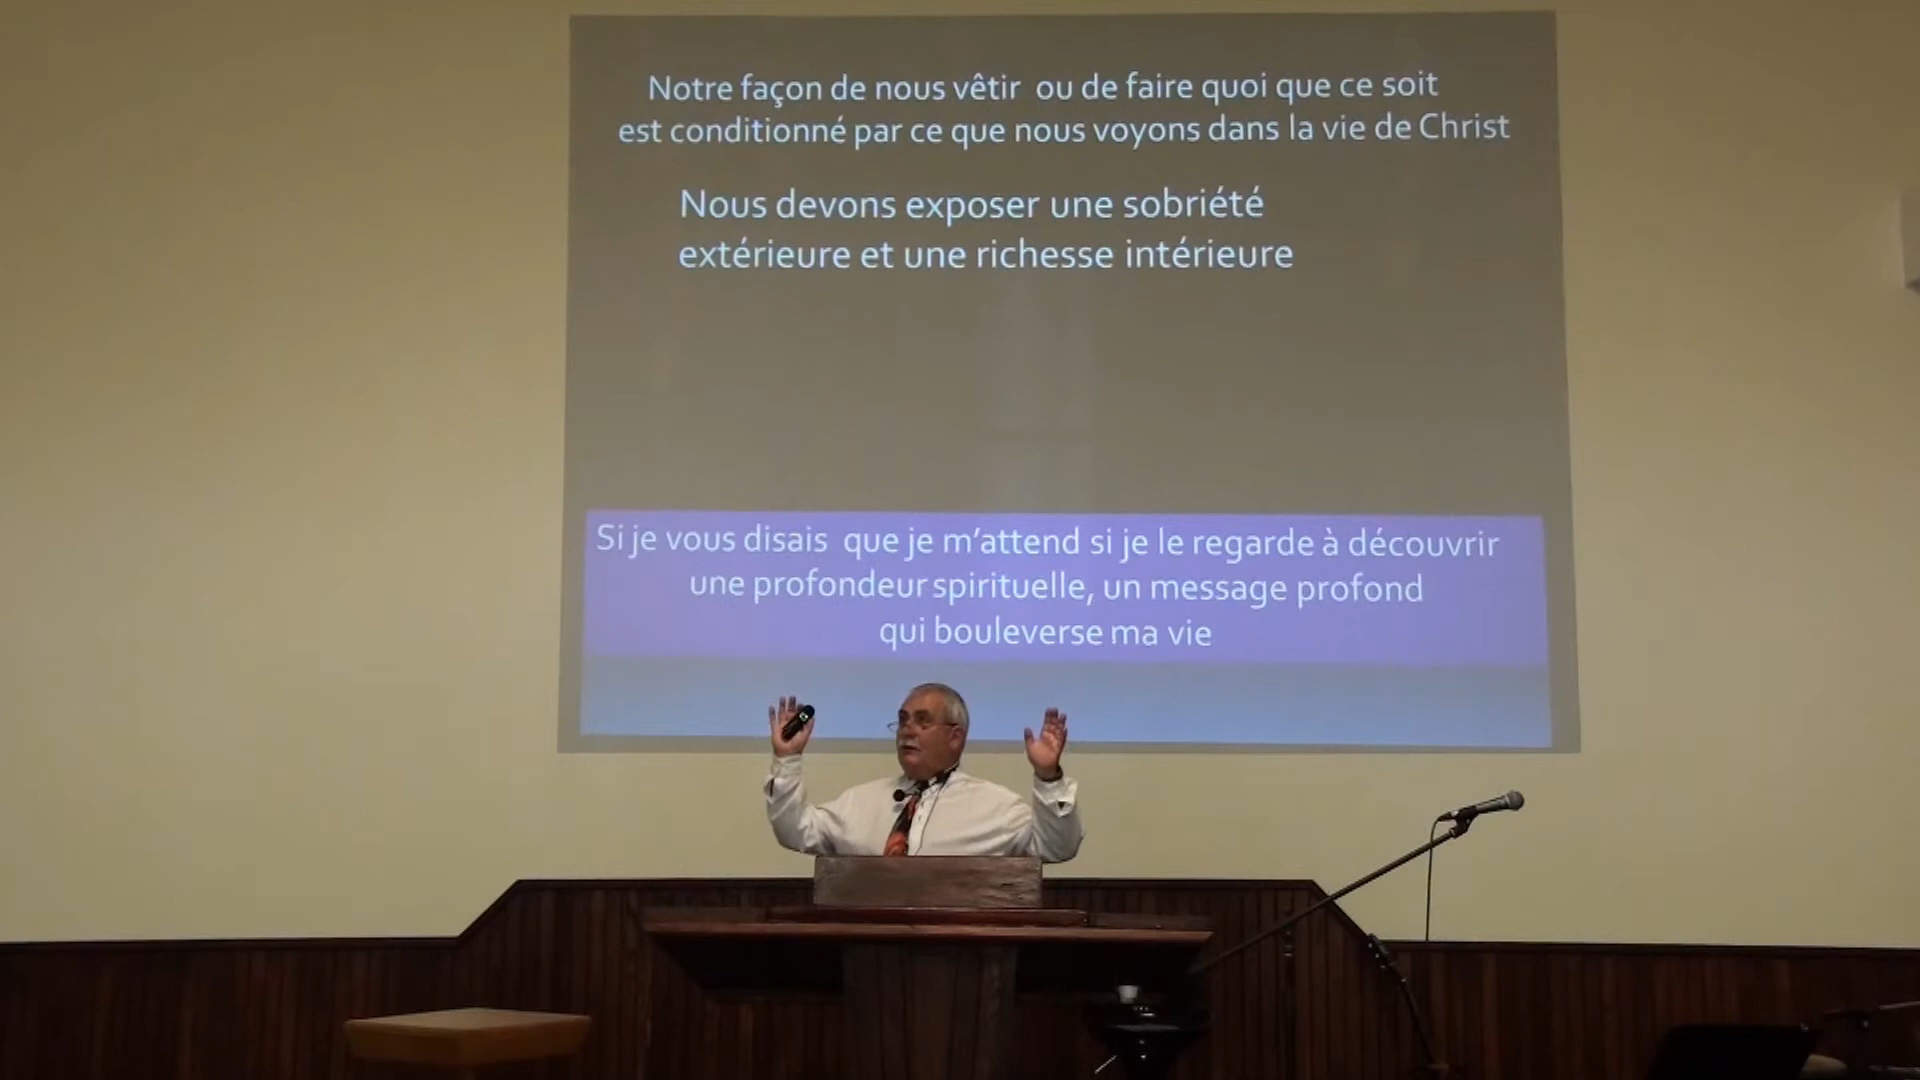 Notre façon de nous vêtir ou de faire quoi que ce soit
est conditionné par ce que nous voyons dans la vie de Christ
Nous devons exposer une sobriété
extérieure et une richesse intérieure
Si je vous disais que je m'attend si je le regarde à découvrir
une profondeur spirituelle, un message profond
qui bouleverse ma vie